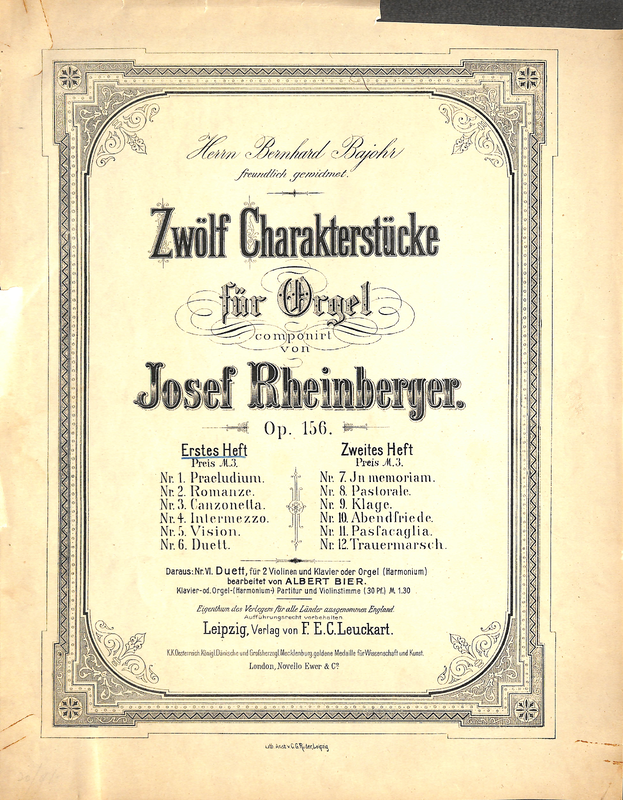 Herrn Bernhard Bajohr
freundlich gewidmet.
Zwölf Charakterstücke
für Orgel
componirt
von
Josef Rheinberger.
Op. 156.
Erstes Heft
Preis M.3.
Nr. 1. Praeludium.
Nr. 2. Romanze.
Nr. 3. Canzonetta.
Nr. 4. Intermezzo.
Nr. 5. Vision.
Nr. 6. Duett.
Zweites Heft
Preis M.3.
Nr. 7. Jn memoriam.
Nr. 8. Pastorale.
Nr. 9. Klage.
Nr. 10. Abendfriede.
Nr. 11. Passacaglia.
Nr. 12. Trauermarsch.
Daraus: Nr. VI. Duett, für 2 Violinen und Klavier oder Orgel (Harmonium)
bearbeitet von ALBERT BIER.
Klavier-od. Orgel-(Harmonium-) Partitur und Violinstimme (30 Pf.) M. 1.30
Eigenthum des Verlegers für alle Länder ausgenommen England.
Aufführungsrecht vorbehalten.
Leipzig, Verlag von F. E. C. Leuckart.
K.K. Oesterreich. Königl. Dänische und Grofsherzogl. Mecklenburg. goldene Medaille für Wissenschaft und Kunst.
London, Novello Ewer & Co.
Lith. Anst. v. C. G. Röder, Leipzig